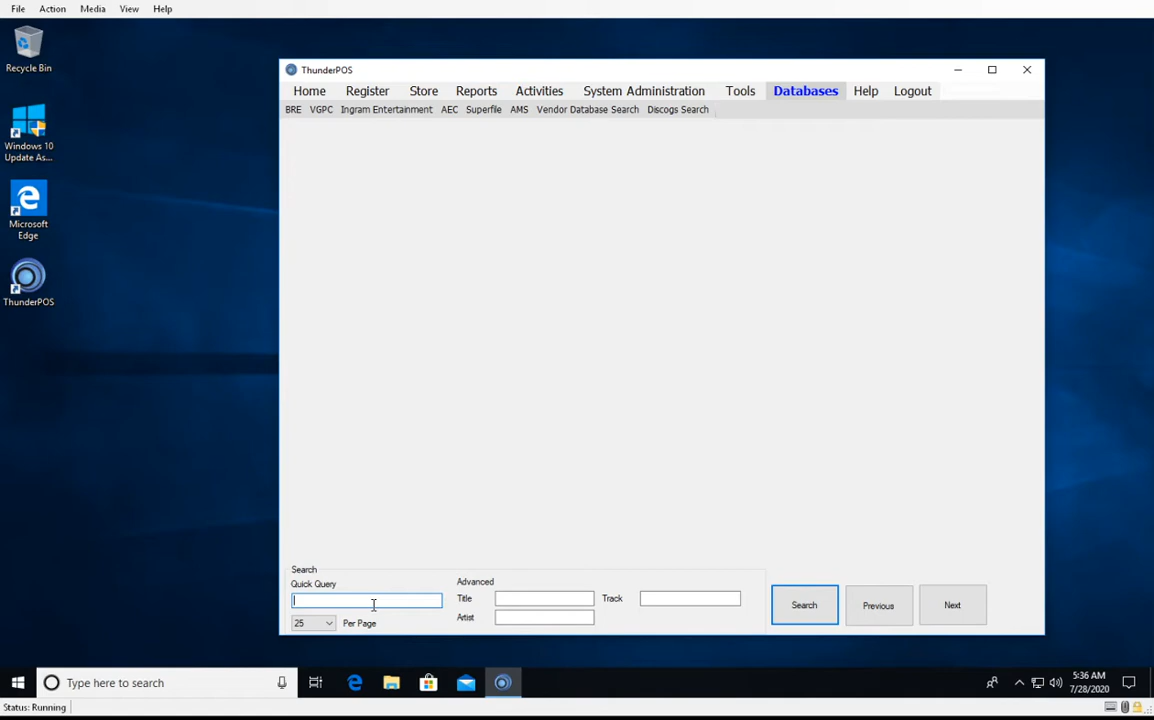 File Action Media View Help
Recycle Bin
Windows 10
Update As...
Microsoft
Edge
ThunderPOS
ThunderPOS
Home Register Store Reports Activities System Administration Tools Databases Help Logout
BRE VGPC Ingram Entertainment AEC Superfile AMS Vendor Database Search Discogs Search
Search
Quick Query
25 Per Page
Advanced
Title
Track
Artist
Search Previous Next
Type here to search
5:36 AM
7/28/2020
Status: Running